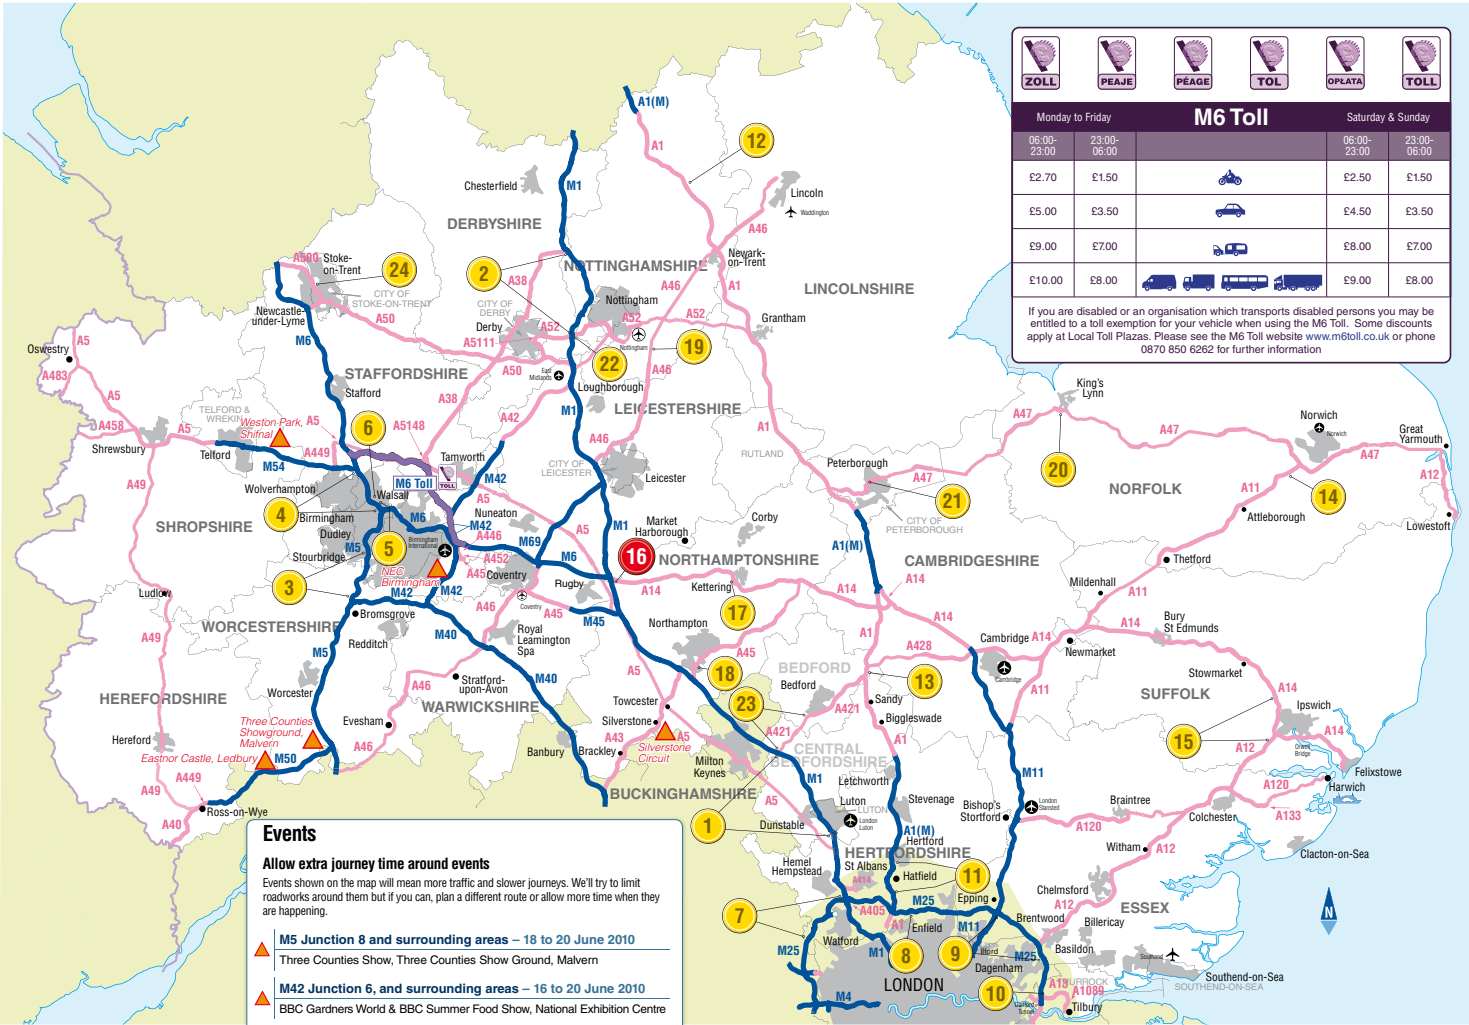 ZOLL
PEAJE
PÉAGE
TOL
OPŁATA
TOLL
Monday to Friday
M6 Toll
Saturday & Sunday
06:00-
23:00
23:00-
06:00
06:00-
23:00
23:00-
06:00
£2.70 £1.50 £2.50 £1.50
£5.00 £3.50 £4.50 £3.50
£9.00 £7.00 £8.00 £7.00
£10.00 £8.00 £9.00 £8.00
If you are disabled or an organisation which transports disabled persons you may be
entitled to a toll exemption for your vehicle when using the M6 Toll. Some discounts
apply at Local Toll Plazas. Please see the M6 Toll website www.m6toll.co.uk or phone
0870 850 6262 for further information
A1(M)
A1
12
Chesterfield
M1
Lincoln
Waddington
DERBYSHIRE
A46
A500
Stoke-
on-Trent
24
2
NOTTINGHAMSHIRE
Newark-
on-Trent
CITY OF
STOKE-ON-TRENT
A38
A46
A1
LINCOLNSHIRE
Newcastle-
under-Lyme
A50
CITY OF
DERBY
Nottingham
Derby
A52
A52
A52
Grantham
M6
A5111
Nottingham
19
Oswestry
A5
A483
A50
East
Midlands
22
A46
STAFFORDSHIRE
Stafford
Loughborough
King's
Lynn
A5
A38
M1
LEICESTERSHIRE
TELFORD &
WREKIN
Weston Park,
Shifnal
A5
6
A5148
A42
A47
Norwich
Norwich
A458
A5
A1
A47
Great
Yarmouth
Shrewsbury
Telford
A449
A46
RUTLAND
M54
Tamworth
CITY OF
LEICESTER
Leicester
Peterborough
A47
20
A47
A12
M6 Toll
TOLL
M42
A49
Wolverhampton
Walsall
A5
21
NORFOLK
A11
14
4
Birmingham
M6
Nuneaton
Market
Harborough
Corby
CITY OF
PETERBOROUGH
Attleborough
Lowestoft
SHROPSHIRE
Dudley
M42
A446
A5
M1
M5
5
Birmingham
International
M69
16
A1(M)
Stourbridge
A452
M6
NORTHAMPTONSHIRE
CAMBRIDGESHIRE
Thetford
NEC
Birmingham
A45
Coventry
Rugby
A14
Kettering
A14
A14
Mildenhall
3
M42
M42
A11
Ludlow
Coventry
17
A14
Bromsgrove
A46
A45
M45
Northampton
A14
Bury
St Edmunds
WORCESTERSHIRE
Redditch
M40
Royal
Leamington
Spa
A1
A428
Cambridge
A14
A49
M5
A45
Newmarket
A5
18
BEDFORD
13
Cambridge
Stowmarket
Worcester
A46
Stratford-
upon-Avon
M40
Bedford
A11
A14
HEREFORDSHIRE
WARWICKSHIRE
Towcester
23
Sandy
A421
SUFFOLK
Ipswich
Three Counties
Showground,
Malvern
Evesham
Silverstone
Biggleswade
15
Hereford
A46
A43
A5
A421
A1
A12
A14
Orwell
Bridge
Eastnor Castle, Ledbury
M50
Banbury
Brackley
Silverstone
Circuit
CENTRAL
BEDFORDSHIRE
A449
Milton
Keynes
M1
Letchworth
M11
Felixstowe
A49
BUCKINGHAMSHIRE
A5
Luton
LUTON
Stevenage
Bishop's
Stortford
London
Stansted
Braintree
A120
Harwich
Ross-on-Wye
A40
1
Dunstable
London
Luton
A1(M)
A120
Colchester
A133
Hertford
HERTFORDSHIRE
Witham
A12
Hemel
Hempstead
St Albans
Hatfield
11
Clacton-on-Sea
A414
Epping
Chelmsford
7
A405
M25
A12
ESSEX
A1
Enfield
M11
Brentwood
Billericay
N
Watford
M25
M1
8
9
Ilford
M25
Basildon
Southend
Dagenham
Southend-on-Sea
SOUTHEND-ON-SEA
LONDON
10
A13
THURROCK
A1089
M4
Dartford
Tunnel
Tilbury
Events
Allow extra journey time around events
Events shown on the map will mean more traffic and slower journeys. We'll try to limit
roadworks around them but if you can, plan a different route or allow more time when they
are happening.
M5 Junction 8 and surrounding areas – 18 to 20 June 2010
Three Counties Show, Three Counties Show Ground, Malvern
M42 Junction 6, and surrounding areas – 16 to 20 June 2010
BBC Gardners World & BBC Summer Food Show, National Exhibition Centre